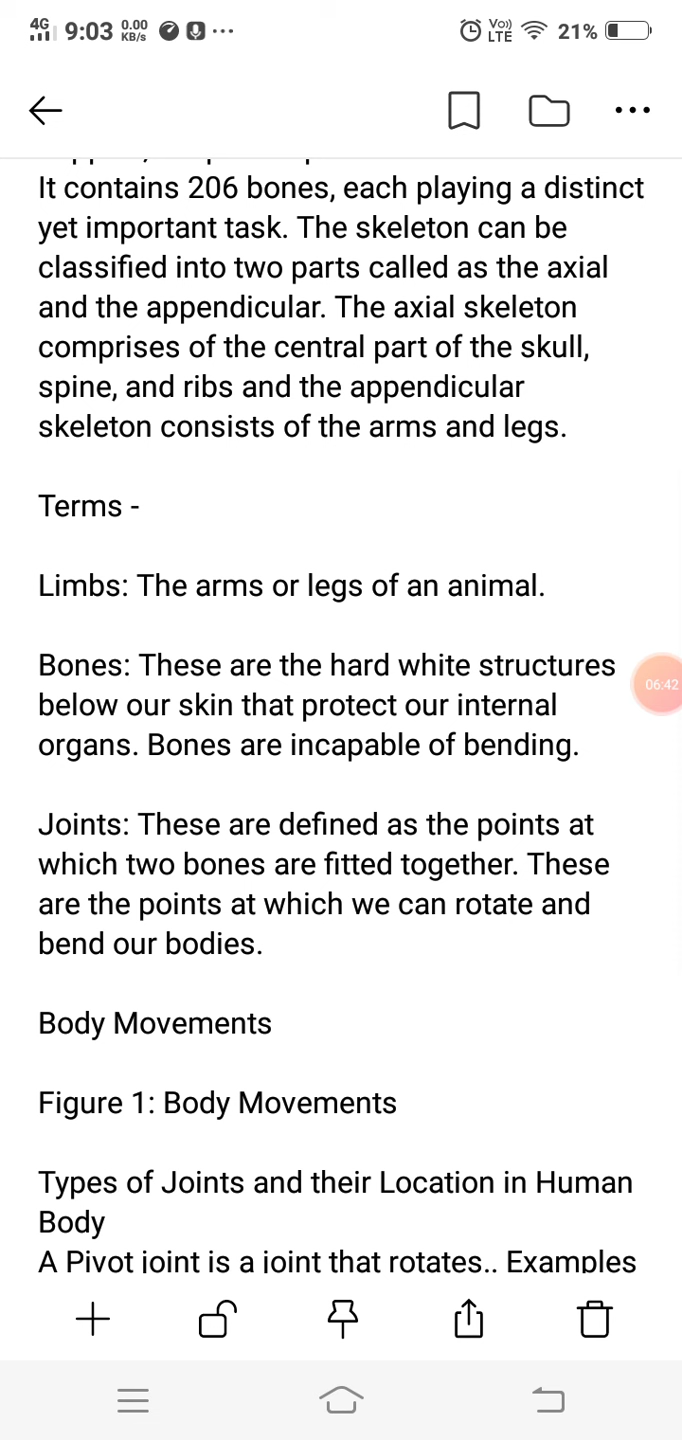 4G 9:03 0.00 KB/s ... Vo)) LTE 21%
It contains 206 bones, each playing a distinct
yet important task. The skeleton can be
classified into two parts called as the axial
and the appendicular. The axial skeleton
comprises of the central part of the skull,
spine, and ribs and the appendicular
skeleton consists of the arms and legs.
Terms -
Limbs: The arms or legs of an animal.
Bones: These are the hard white structures
below our skin that protect our internal
organs. Bones are incapable of bending.
06:42
Joints: These are defined as the points at
which two bones are fitted together. These
are the points at which we can rotate and
bend our bodies.
Body Movements
Figure 1: Body Movements
Types of Joints and their Location in Human
Body
A Pivot joint is a joint that rotates.. Examples